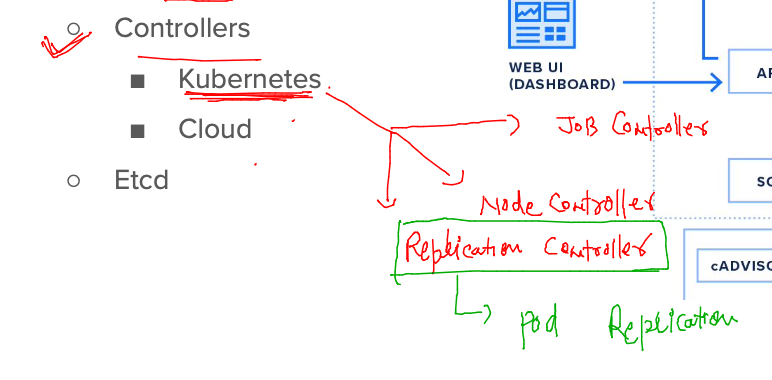 Controllers
Kubernetes
Cloud
Etcd
WEB UI
(DASHBOARD)
AP
JOB Controller
SC
Node Controller
Replication Controller
cADVISO
pod Replication